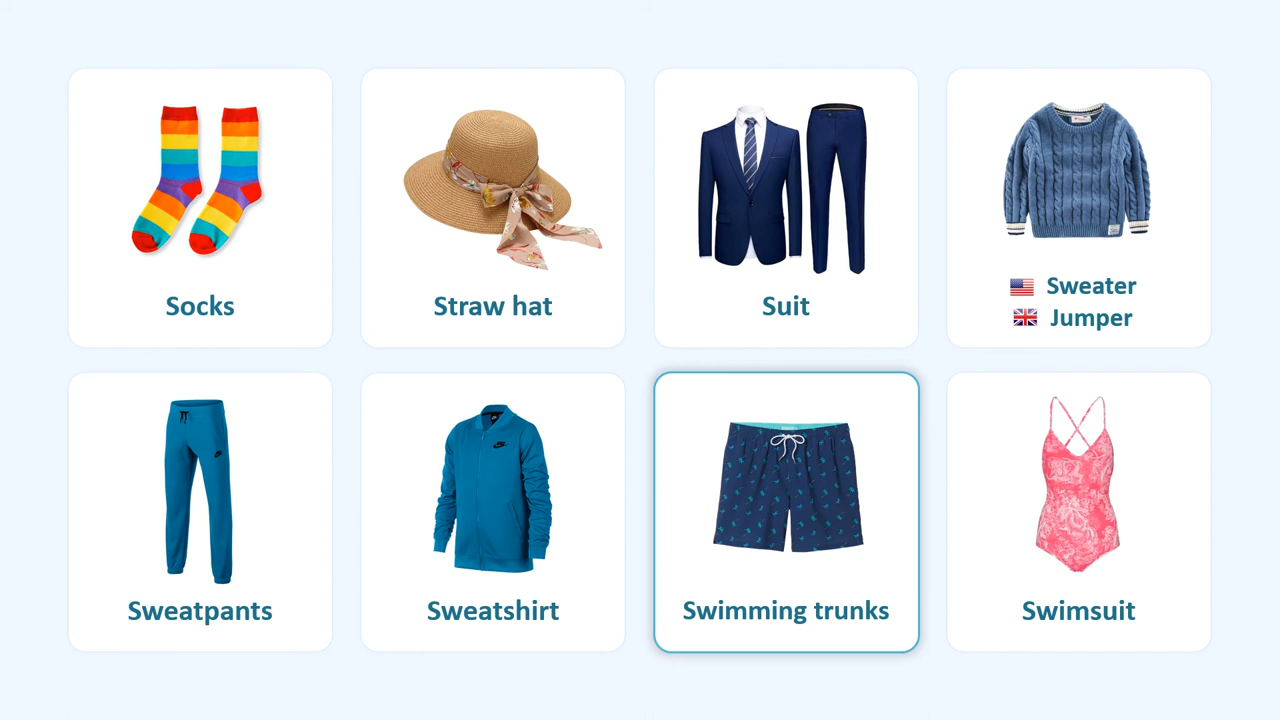 Socks
Straw hat
Suit
Sweater
Jumper
Sweatpants
Sweatshirt
Swimming trunks
Swimsuit